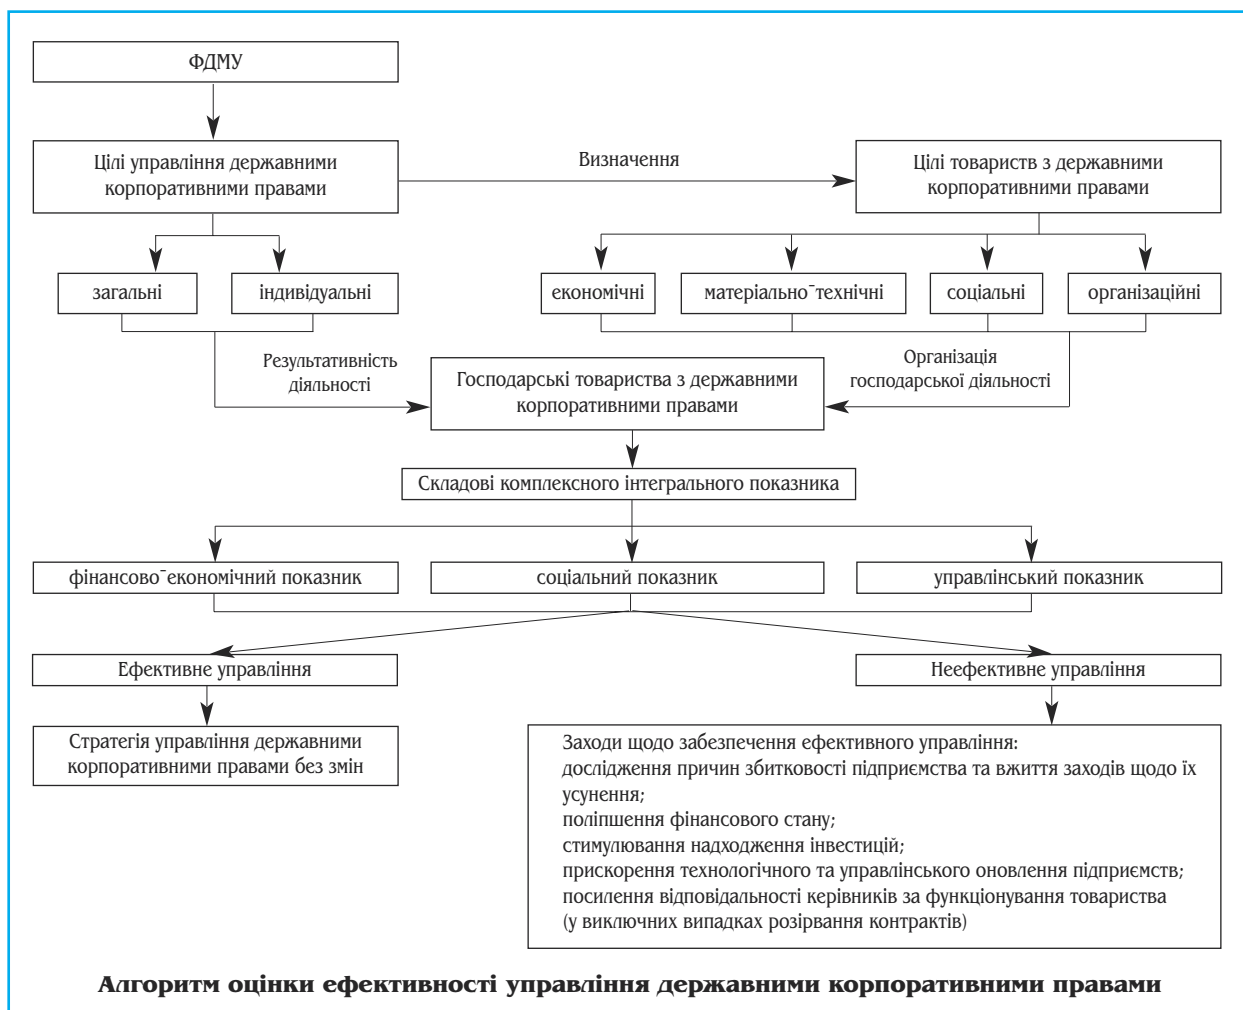 ФДМУ
Цілі управління державними
корпоративними правами
Визначення
Цілі товариств з державними
корпоративними правами
загальні
індивідуальні
економічні
матеріально-технічні
соціальні
організаційні
Результативність
діяльності
Господарські товариства з державними
корпоративними правами
Організація
господарської діяльності
Складові комплексного інтегрального показника
фінансово-економічний показник
соціальний показник
управлінський показник
Ефективне управління
Неефективне управління
Стратегія управління державними
корпоративними правами без змін
Заходи щодо забезпечення ефективного управління:
дослідження причин збитковості підприємства та вжиття заходів щодо їх
усунення;
поліпшення фінансового стану;
стимулювання надходження інвестицій;
прискорення технологічного та управлінського оновлення підприємств;
посилення відповідальності керівників за функціонування товариства
(у виключних випадках розірвання контрактів)
Алгоритм оцінки ефективності управління державними корпоративними правами